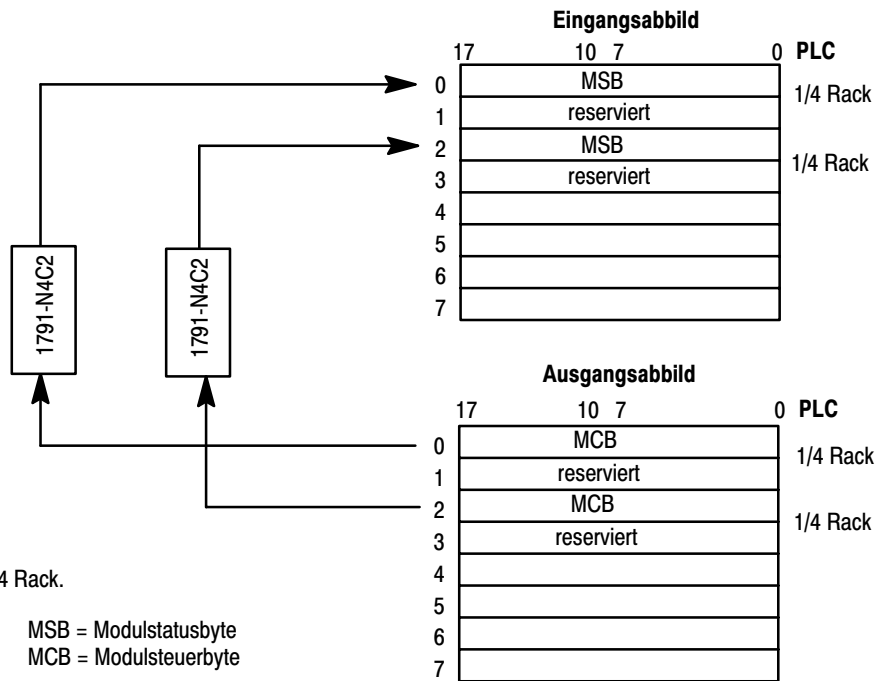 Eingangsabbild
17 10 7 0 PLC
0 MSB
1/4 Rack
1 reserviert
2 MSB
1/4 Rack
3 reserviert
4
5
6
7
1791-N4C2
1791-N4C2
Ausgangsabbild
17 10 7 0 PLC
0 MCB
1/4 Rack
1 reserviert
2 MCB
1/4 Rack
3 reserviert
4
5
6
7
4 Rack.
MSB = Modulstatusbyte
MCB = Modulsteuerbyte